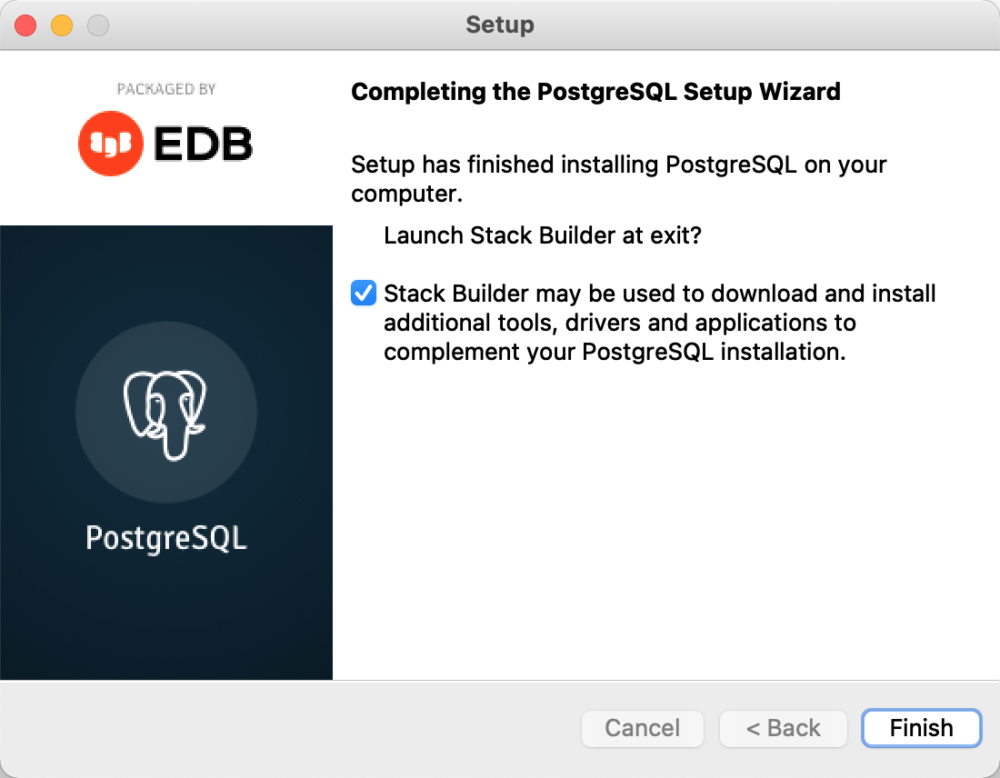 Setup
PACKAGED BY
EDB
PostgreSQL
Completing the PostgreSQL Setup Wizard
Setup has finished installing PostgreSQL on your
computer.
Launch Stack Builder at exit?
Stack Builder may be used to download and install
additional tools, drivers and applications to
complement your PostgreSQL installation.
Cancel
< Back
Finish